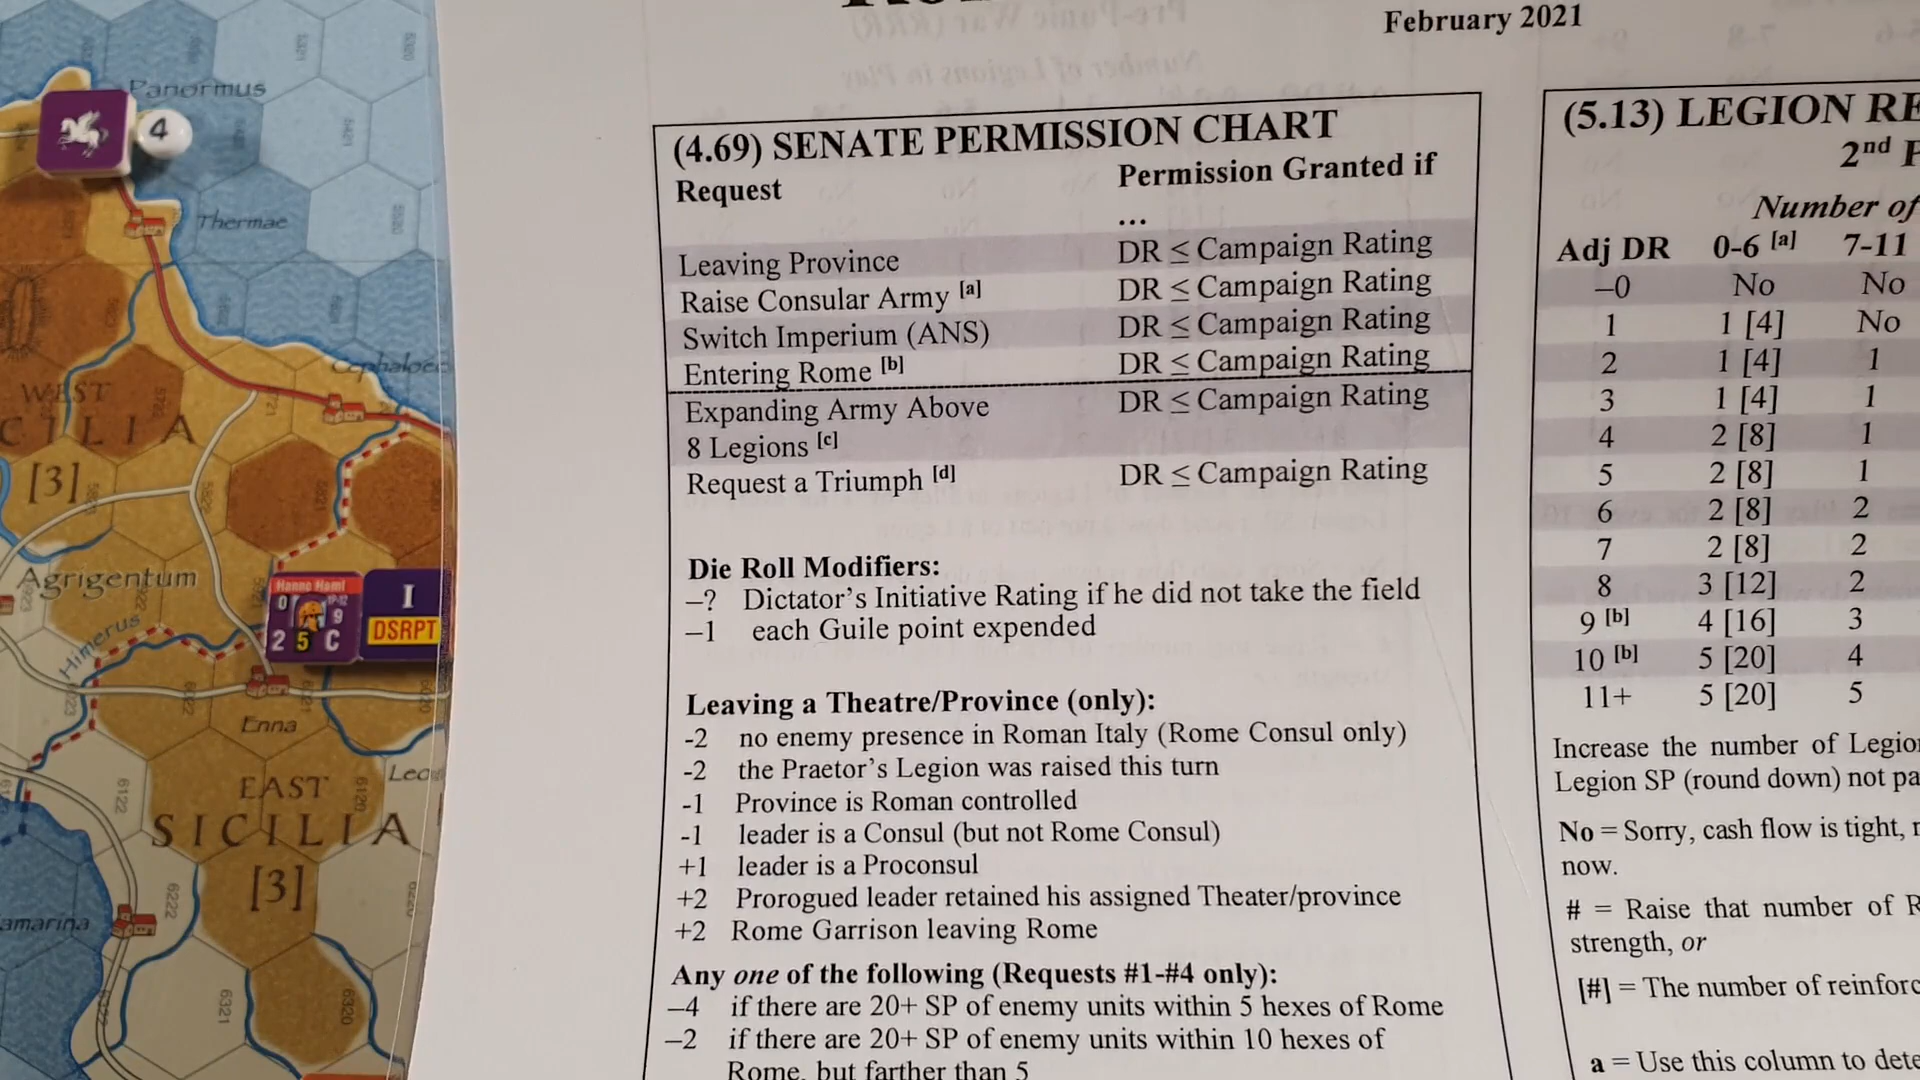 February 2021
(4.69) SENATE PERMISSION CHART
Request Permission Granted if
...
Leaving Province DR ≤ Campaign Rating
Raise Consular Army [a] DR ≤ Campaign Rating
Switch Imperium (ANS) DR ≤ Campaign Rating
Entering Rome [b] DR ≤ Campaign Rating
Expanding Army Above DR ≤ Campaign Rating
8 Legions [c]
Request a Triumph [d] DR ≤ Campaign Rating
Die Roll Modifiers:
–? Dictator's Initiative Rating if he did not take the field
–1 each Guile point expended
Leaving a Theatre/Province (only):
-2 no enemy presence in Roman Italy (Rome Consul only)
-2 the Praetor's Legion was raised this turn
-1 Province is Roman controlled
-1 leader is a Consul (but not Rome Consul)
+1 leader is a Proconsul
+2 Prorogued leader retained his assigned Theater/province
+2 Rome Garrison leaving Rome
Any one of the following (Requests #1-#4 only):
–4 if there are 20+ SP of enemy units within 5 hexes of Rome
–2 if there are 20+ SP of enemy units within 10 hexes of
Rome, but farther than 5
(5.13) LEGION RE
2nd
Number of
Adj DR 0-6 [a] 7-11
–0 No No
1 1 [4] No
2 1 [4] 1
3 1 [4] 1
4 2 [8] 1
5 2 [8] 1
6 2 [8] 2
7 2 [8] 2
8 3 [12] 2
9 [b] 4 [16] 3
10 [b] 5 [20] 4
11+ 5 [20] 5
Increase the number of Legio
Legion SP (round down) not pa
No = Sorry, cash flow is tight,
now.
# = Raise that number of R
strength, or
[#] = The number of reinforc
a = Use this column to dete
Panormus
4
Thermae
Cephaloe
WEST
CILIA
[3]
Agrigentum
Himerus
Hanno Haml
0 17-12
9
2 5 C
I
DSRPT
Enna
Leo
EAST
SICILIA
[3]
amarina
6122
6120
6222
6321
6320